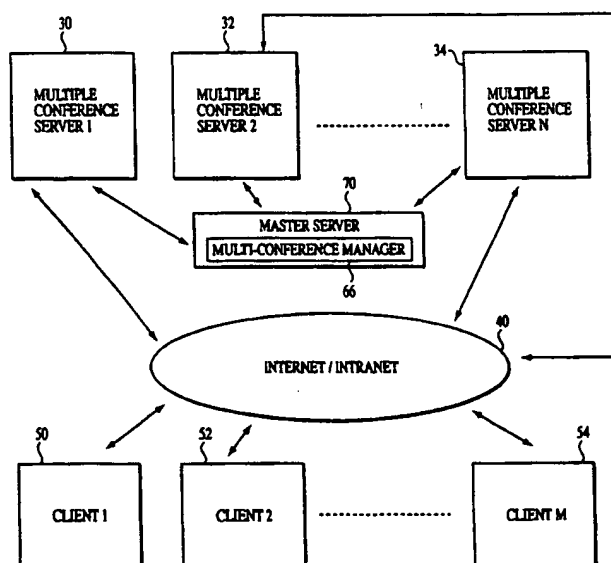 30
32
34
MULTIPLE
CONFERENCE
SERVER 1
MULTIPLE
CONFERENCE
SERVER 2
MULTIPLE
CONFERENCE
SERVER N
70
MASTER SERVER
MULTI-CONFERENCE MANAGER
66
40
INTERNET / INTRANET
50
52
54
CLIENT 1
CLIENT 2
CLIENT M